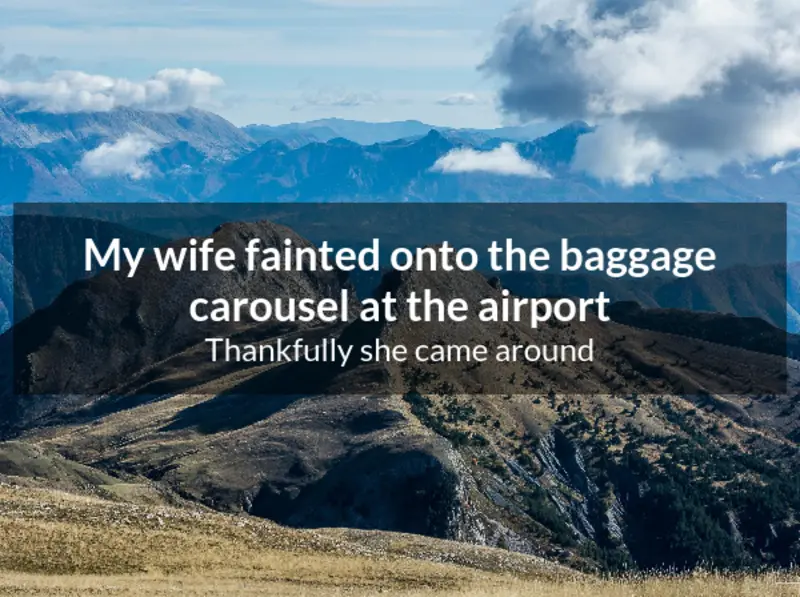 My wife fainted onto the baggage
carousel at the airport
Thankfully she came around